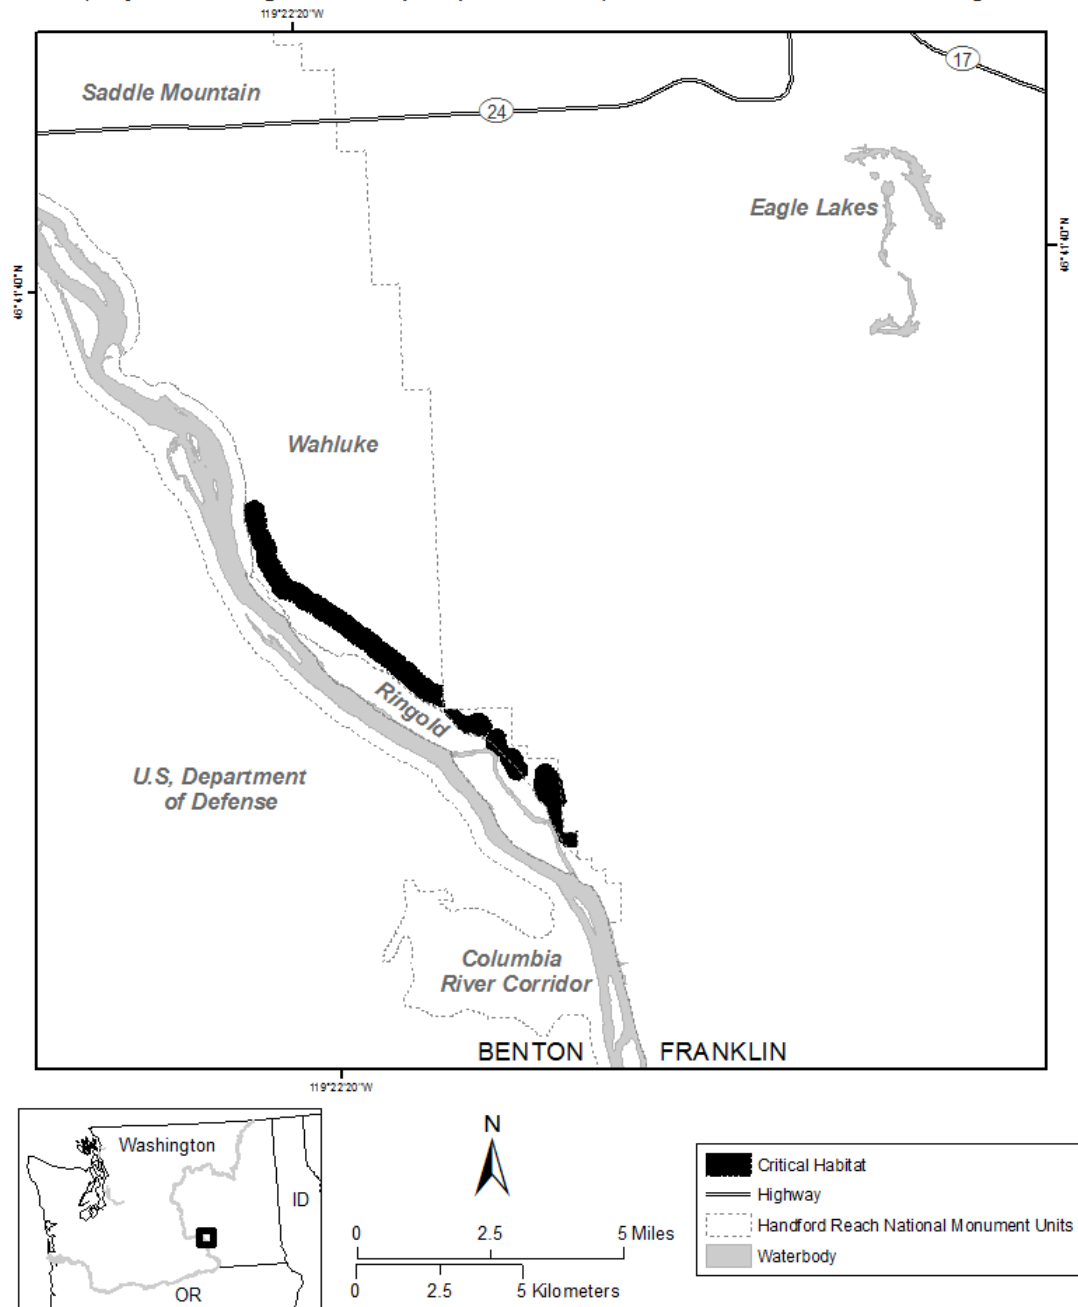 119°22'20"W
Saddle Mountain
24
17
Eagle Lakes
46°41'40"N
46°41'40"N
Wahluke
Ringold
U.S, Department
of Defense
Columbia
River Corridor
BENTON
FRANKLIN
119°22'20"W
Washington
ID
OR
N
0 2.5 5 Miles
0 2.5 5 Kilometers
Critical Habitat
Highway
Handford Reach National Monument Units
Waterbody